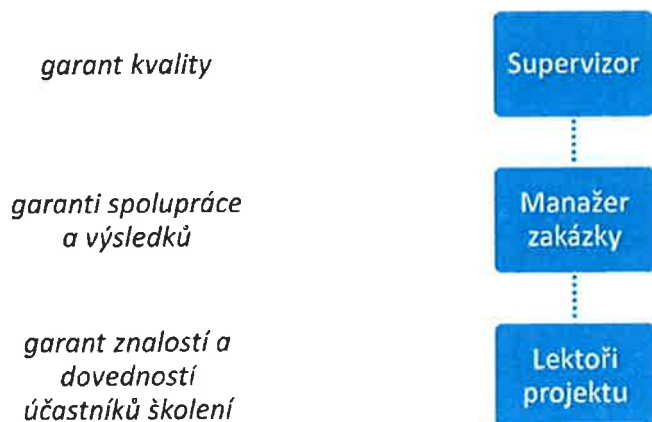 garant kvality
Supervizor
garanti spolupráce
a výsledků
Manažer
zakázky
garant znalostí a
dovedností
účastníků školení
Lektoři
projektu